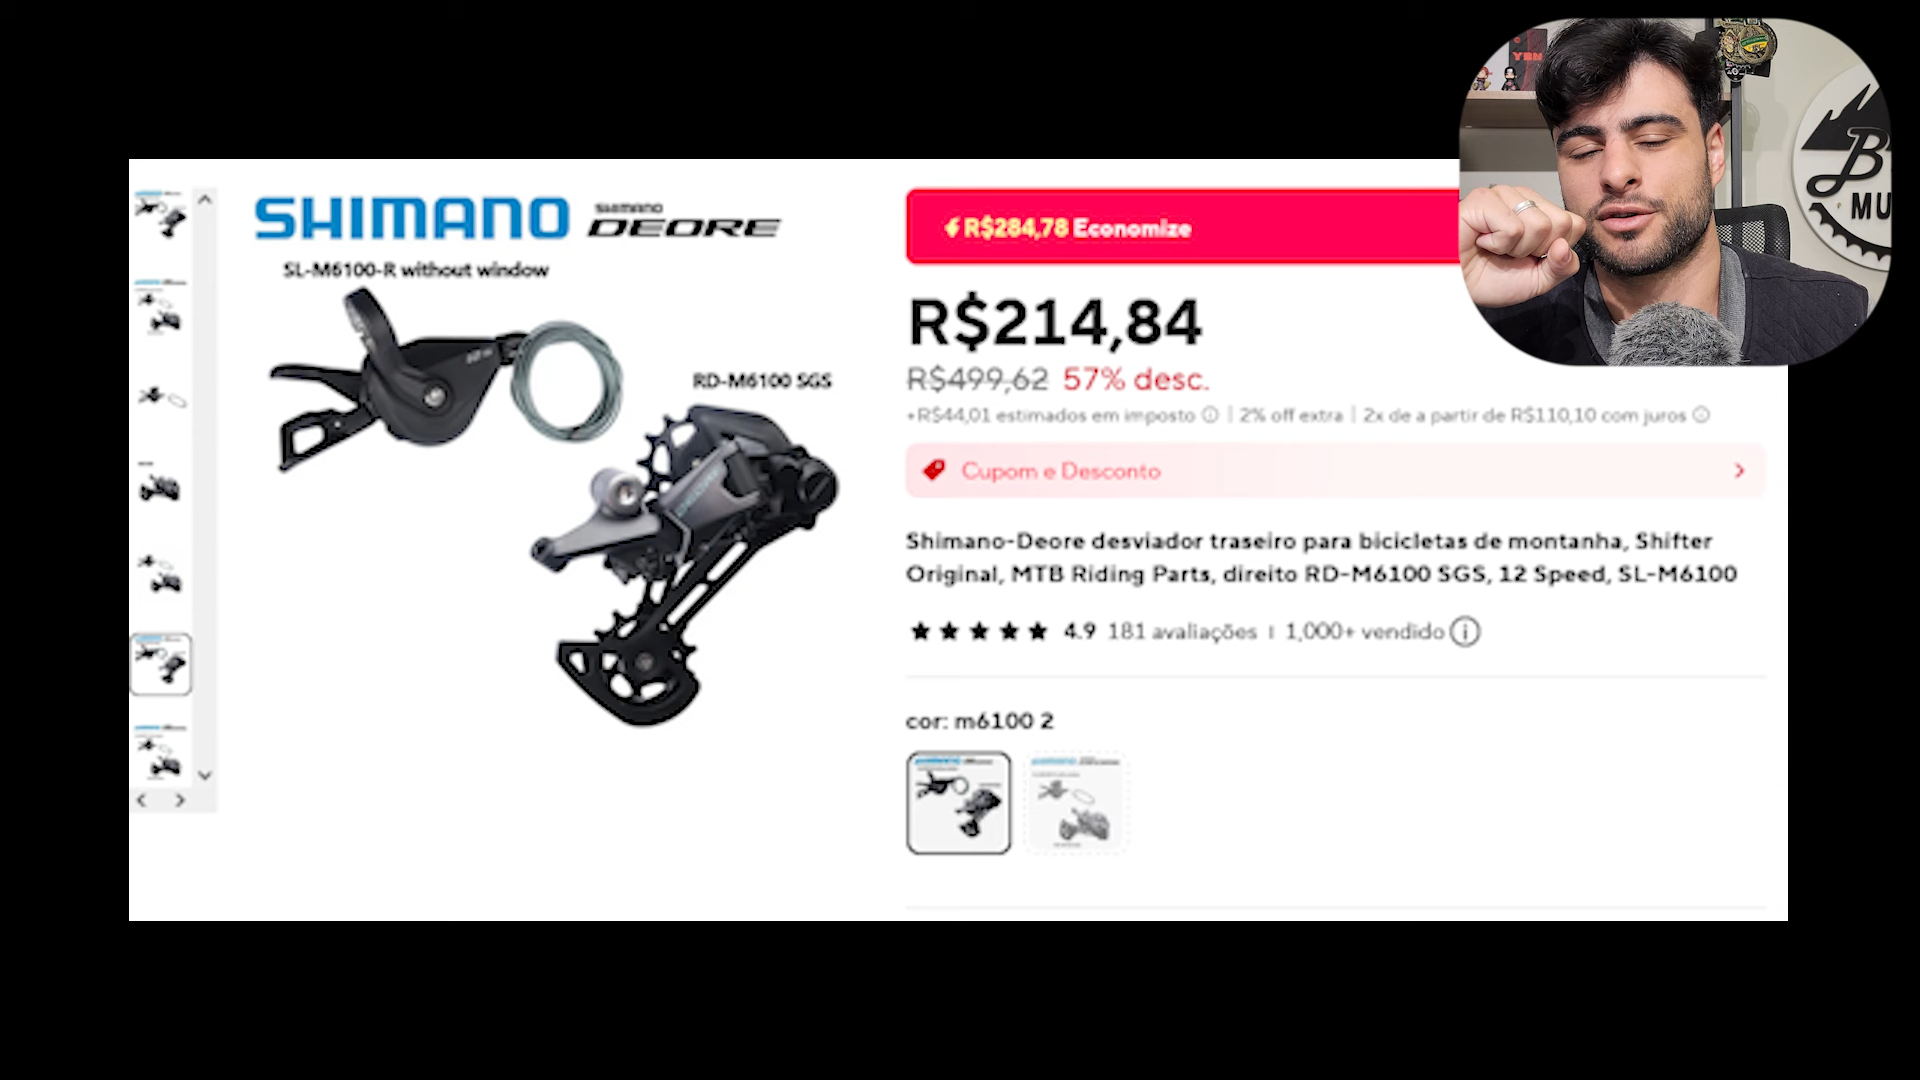 SHIMANO
SHIMANO
DEORE
SL-M6100-R without window
RD-M6100 SGS
R$284,78 Economize
R$214,84
R$499,62 57% desc.
+R$44,01 estimados em imposto | 2% off extra | 2x de a partir de R$110,10 com juros
Cupom e Desconto
Shimano-Deore desviador traseiro para bicicletas de montanha, Shifter
Original, MTB Riding Parts, direito RD-M6100 SGS, 12 Speed, SL-M6100
4.9 181 avaliações | 1,000+ vendido
cor: m6100 2
YBN
B
MU